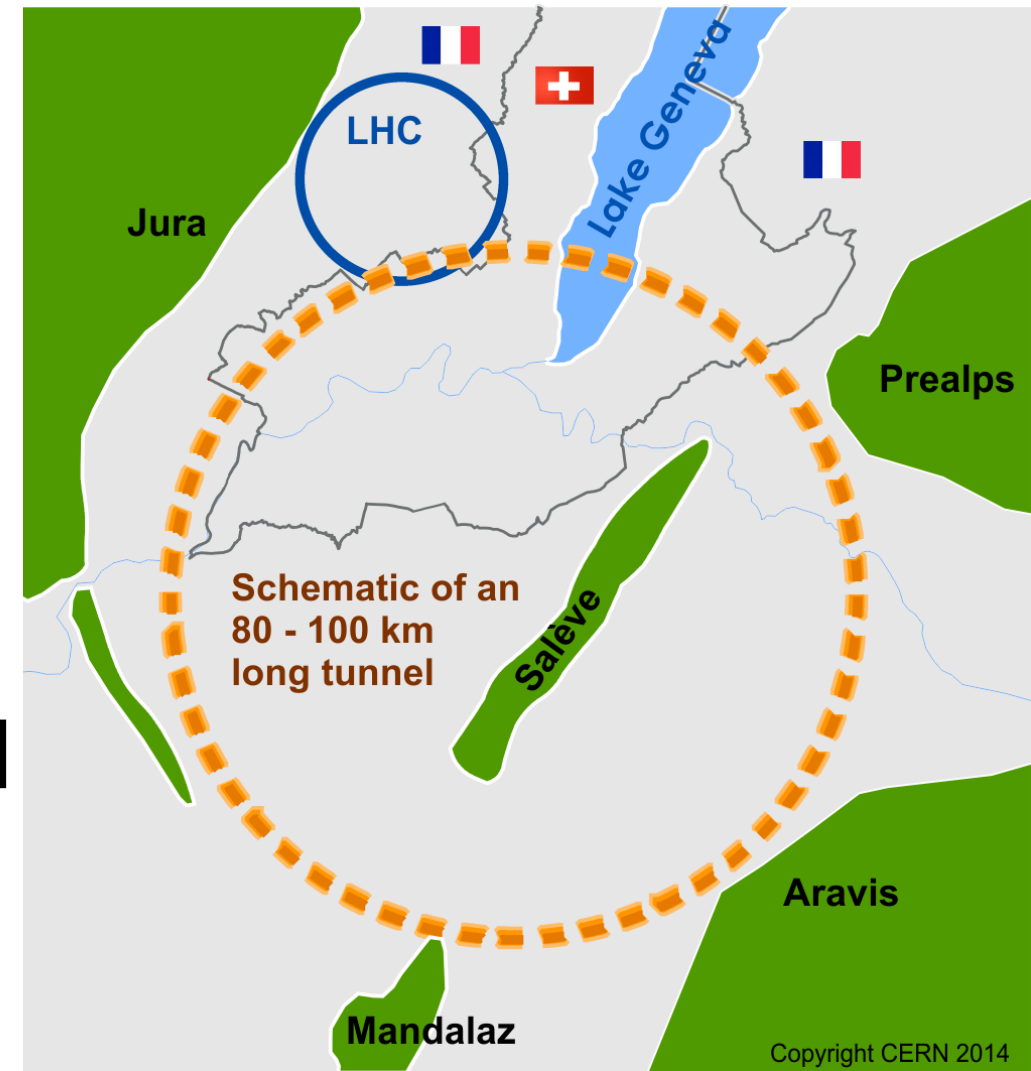 LHC
Lake Geneva
Jura
Prealps
Schematic of an
80 - 100 km
long tunnel
Salève
Aravis
Mandalaz
Copyright CERN 2014